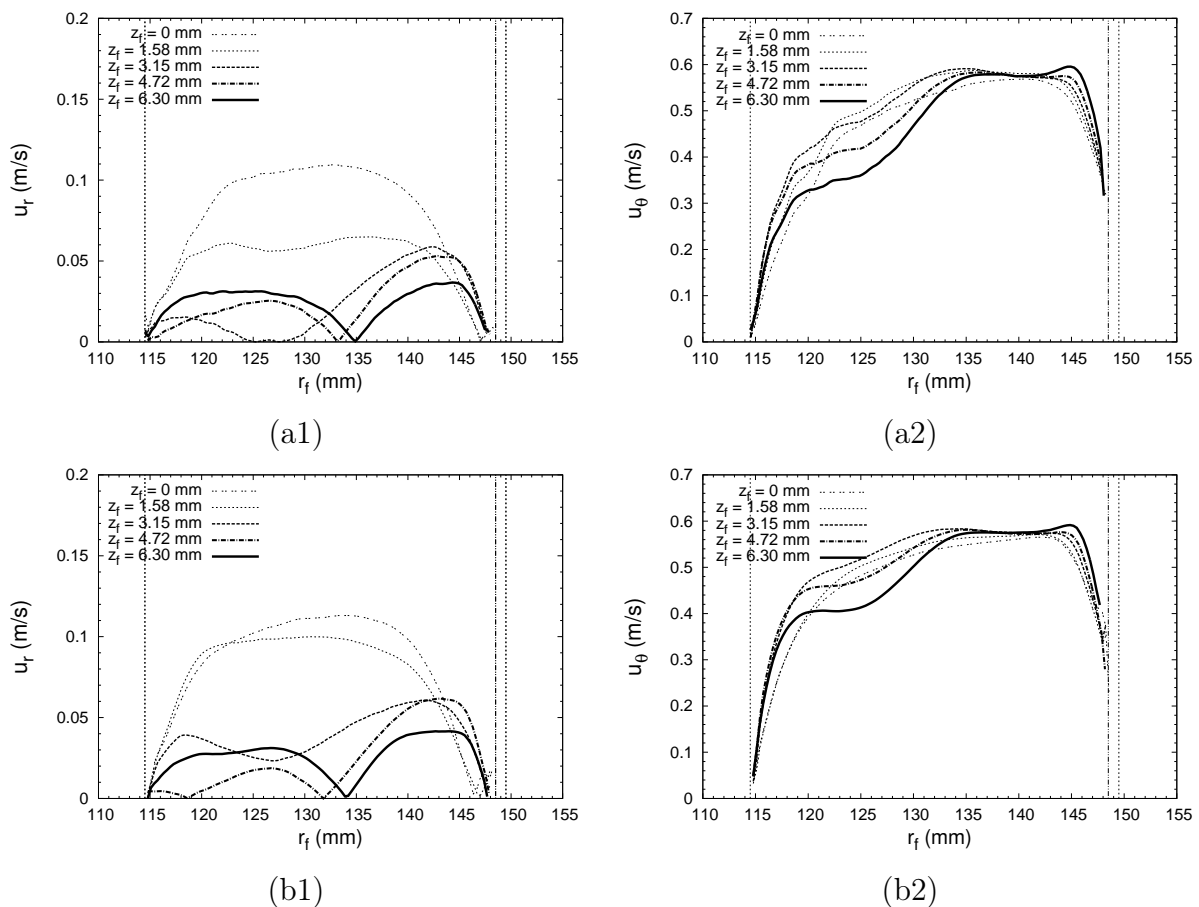 0.2
0.15
0.1
0.05
0
110 115 120 125 130 135 140 145 150 155
u_r (m/s)
r_f (mm)
z_f = 0 mm
z_f = 1.58 mm
z_f = 3.15 mm
z_f = 4.72 mm
z_f = 6.30 mm
(a1)
0.7
0.6
0.5
0.4
0.3
0.2
0.1
0
110 115 120 125 130 135 140 145 150 155
u_θ (m/s)
r_f (mm)
z_f = 0 mm
z_f = 1.58 mm
z_f = 3.15 mm
z_f = 4.72 mm
z_f = 6.30 mm
(a2)
0.2
0.15
0.1
0.05
0
110 115 120 125 130 135 140 145 150 155
u_r (m/s)
r_f (mm)
z_f = 0 mm
z_f = 1.58 mm
z_f = 3.15 mm
z_f = 4.72 mm
z_f = 6.30 mm
(b1)
0.7
0.6
0.5
0.4
0.3
0.2
0.1
0
110 115 120 125 130 135 140 145 150 155
u_θ (m/s)
r_f (mm)
z_f = 0 mm
z_f = 1.58 mm
z_f = 3.15 mm
z_f = 4.72 mm
z_f = 6.30 mm
(b2)